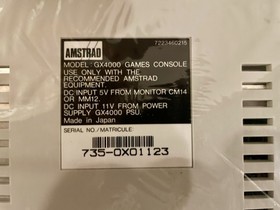 AMSTRAD
MODEL: GX4000 GAMES CONSOLE
USE ONLY WITH THE
RECOMMENDED AMSTRAD
EQUIPMENT.
DC INPUT 5V FROM MONITOR CM14
OR MM12.
DC INPUT 11V FROM POWER
SUPPLY GX4000 PSU.
Made in Japan
SERIAL NO./MATRICULE:
735-0X01123